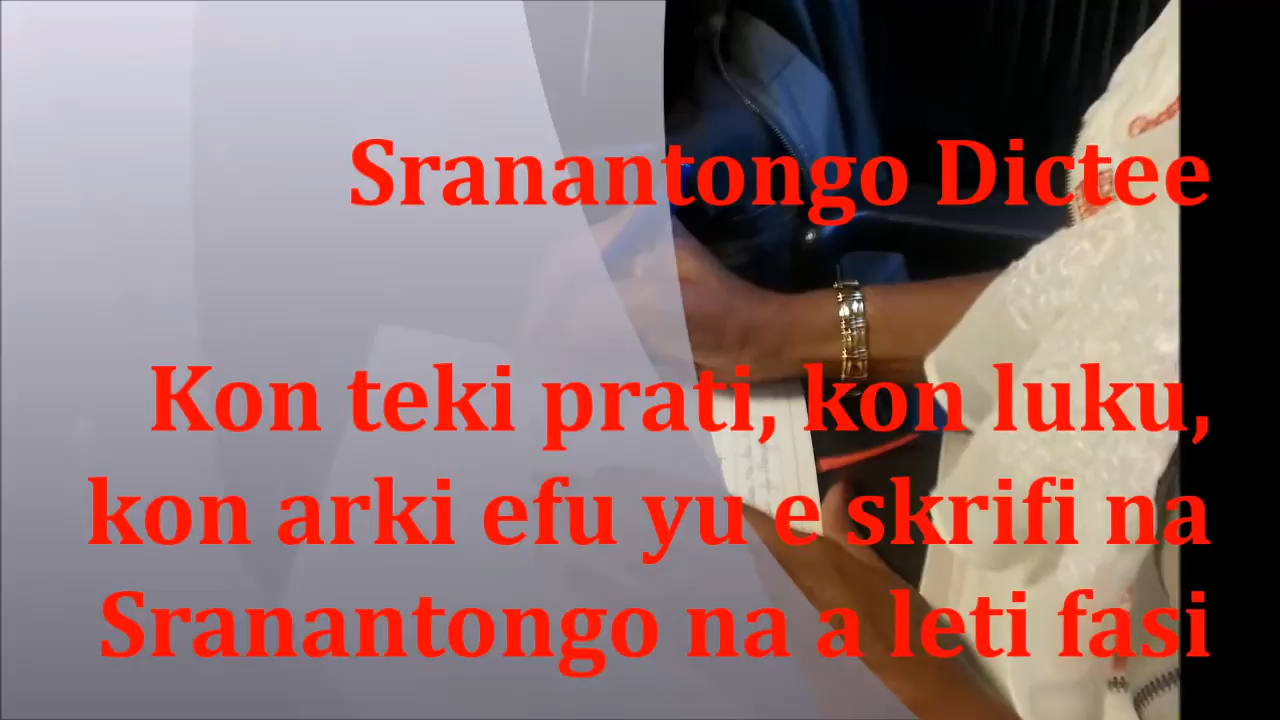 Sranantongo Dictee
Kon teki prati, kon luku,
kon arki efu yu e skrifi na
Sranantongo na a leti fasi